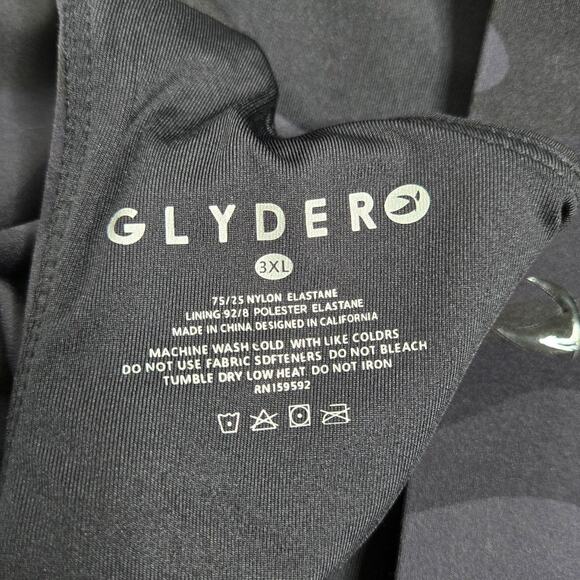 GLYDER
3XL
75/25 NYLON ELASTANE
LINING 92/8 POLESTER ELASTANE
MADE IN CHINA DESIGNED IN CALIFORNIA
MACHINE WASH COLD WITH LIKE COLORS
DO NOT USE FABRIC SOFTENERS DO NOT BLEACH
TUMBLE DRY LOW HEAT DO NOT IRON
RN159592